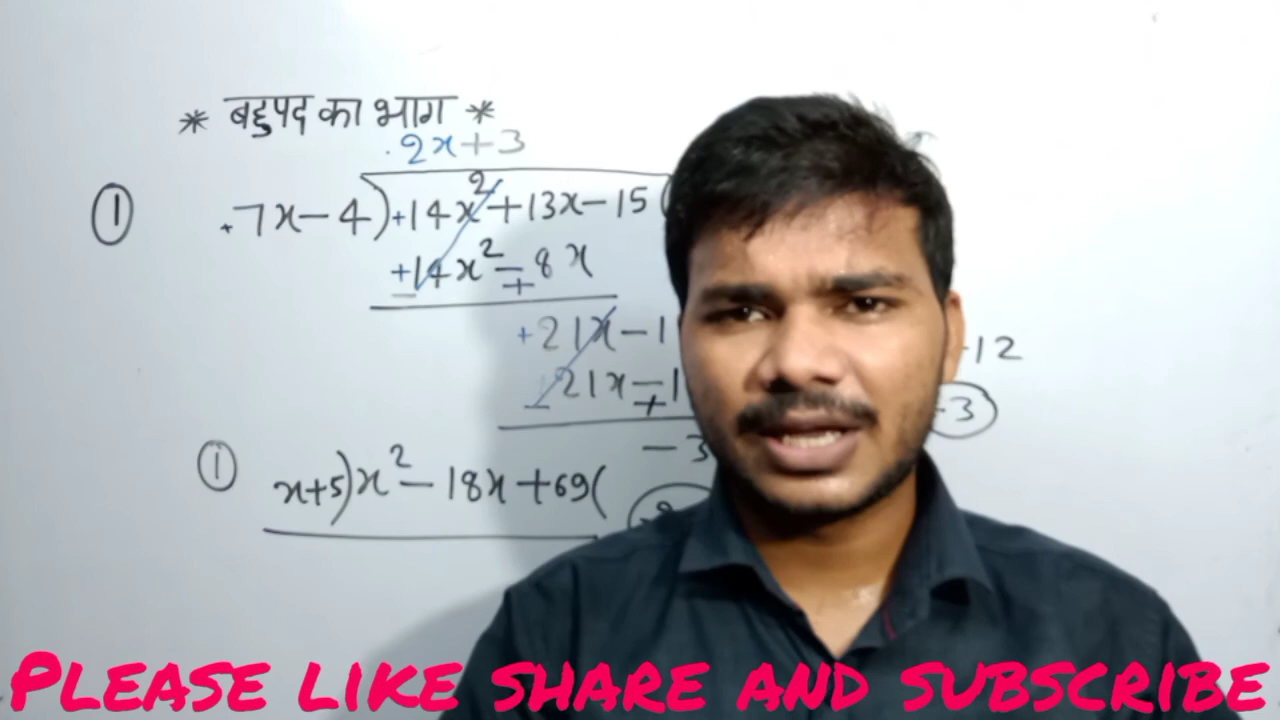 * बहुपद का भाग *
2x+3
① +7x-4)+14x²+13x-15(
+14x²-8x
- +
+21x-1
21x-1
- +
-3
+12
-3
① x+5)x²-18x+69(
PLEASE LIKE SHARE AND SUBSCRIBE